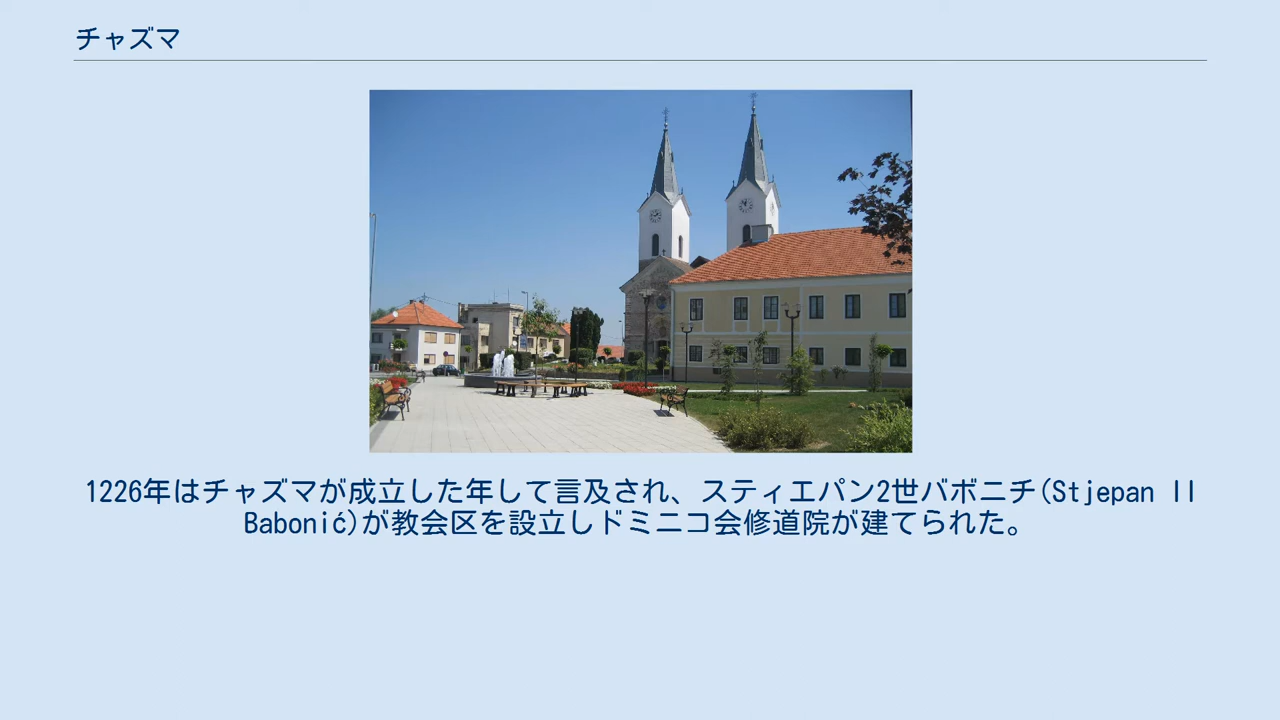 チャズマ
1226年はチャズマが成立した年して言及され、スティエパン2世バボニチ(Stjepan II
Babonić)が教会区を設立しドミニコ会修道院が建てられた。